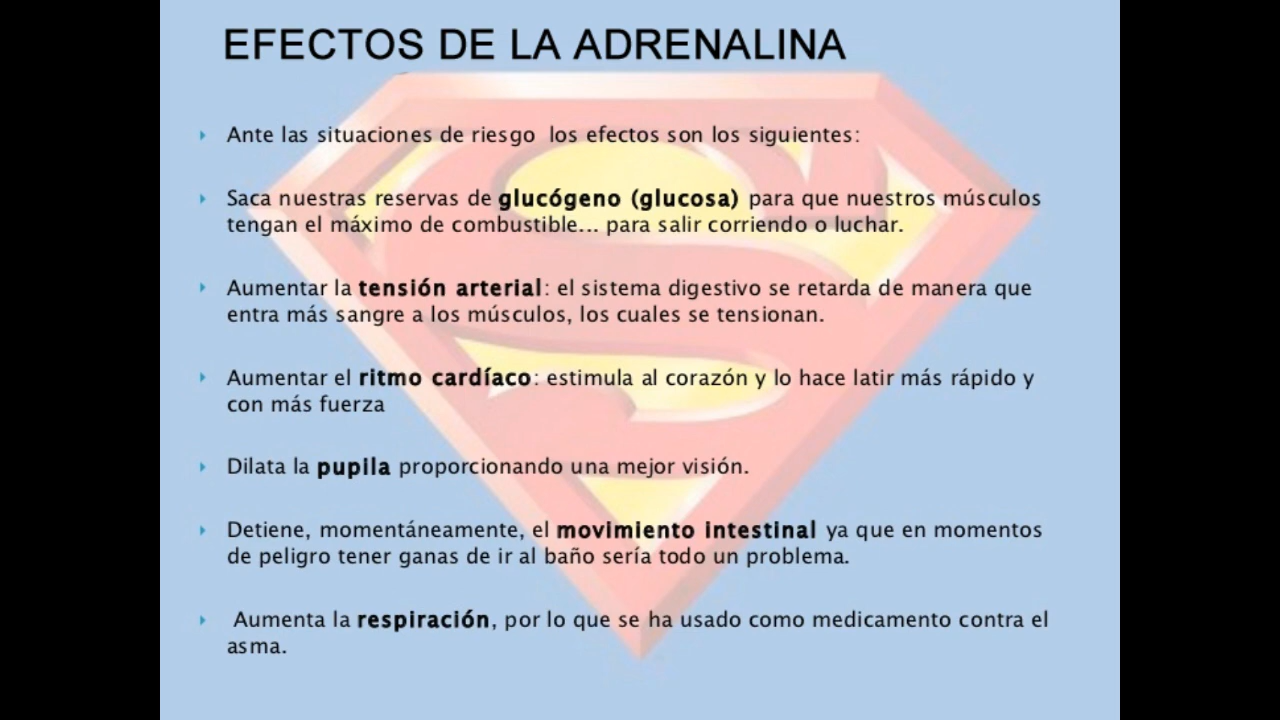 EFECTOS DE LA ADRENALINA
Ante las situaciones de riesgo los efectos son los siguientes:
Saca nuestras reservas de glucógeno (glucosa) para que nuestros músculos
tengan el máximo de combustible... para salir corriendo o luchar.
Aumentar la tensión arterial: el sistema digestivo se retarda de manera que
entra más sangre a los músculos, los cuales se tensionan.
Aumentar el ritmo cardíaco: estimula al corazón y lo hace latir más rápido y
con más fuerza
Dilata la pupila proporcionando una mejor visión.
Detiene, momentáneamente, el movimiento intestinal ya que en momentos
de peligro tener ganas de ir al baño sería todo un problema.
Aumenta la respiración, por lo que se ha usado como medicamento contra el
asma.